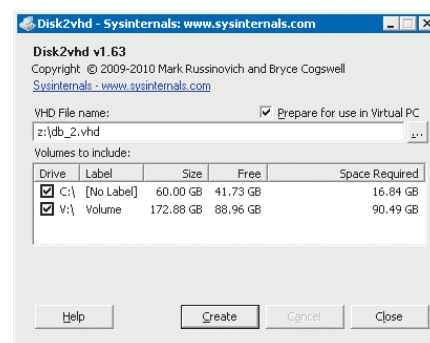 Disk2vhd - Sysinternals: www.sysinternals.com
Disk2vhd v1.63
Copyright © 2009-2010 Mark Russinovich and Bryce Cogswell
Sysinternals - www.sysinternals.com
VHD File name: Prepare for use in Virtual PC
z:\db_2.vhd ...
Volumes to include:
Drive Label Size Free Space Required
C:\ [No Label] 60.00 GB 41.73 GB 16.84 GB
V:\ Volume 172.88 GB 88.96 GB 90.49 GB
Help Create Cancel Close